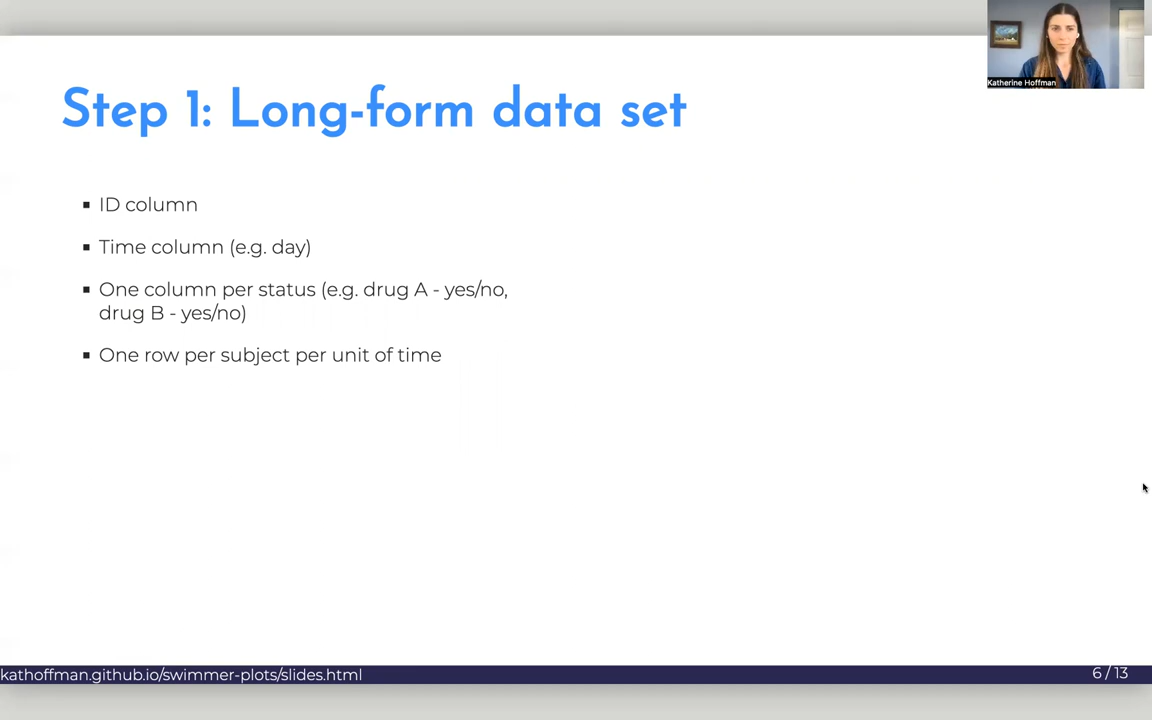 Katherine Hoffman
Step 1: Long-form data set
▪ ID column
▪ Time column (e.g. day)
▪ One column per status (e.g. drug A - yes/no,
drug B - yes/no)
▪ One row per subject per unit of time
kathoffman.github.io/swimmer-plots/slides.html
6 / 13